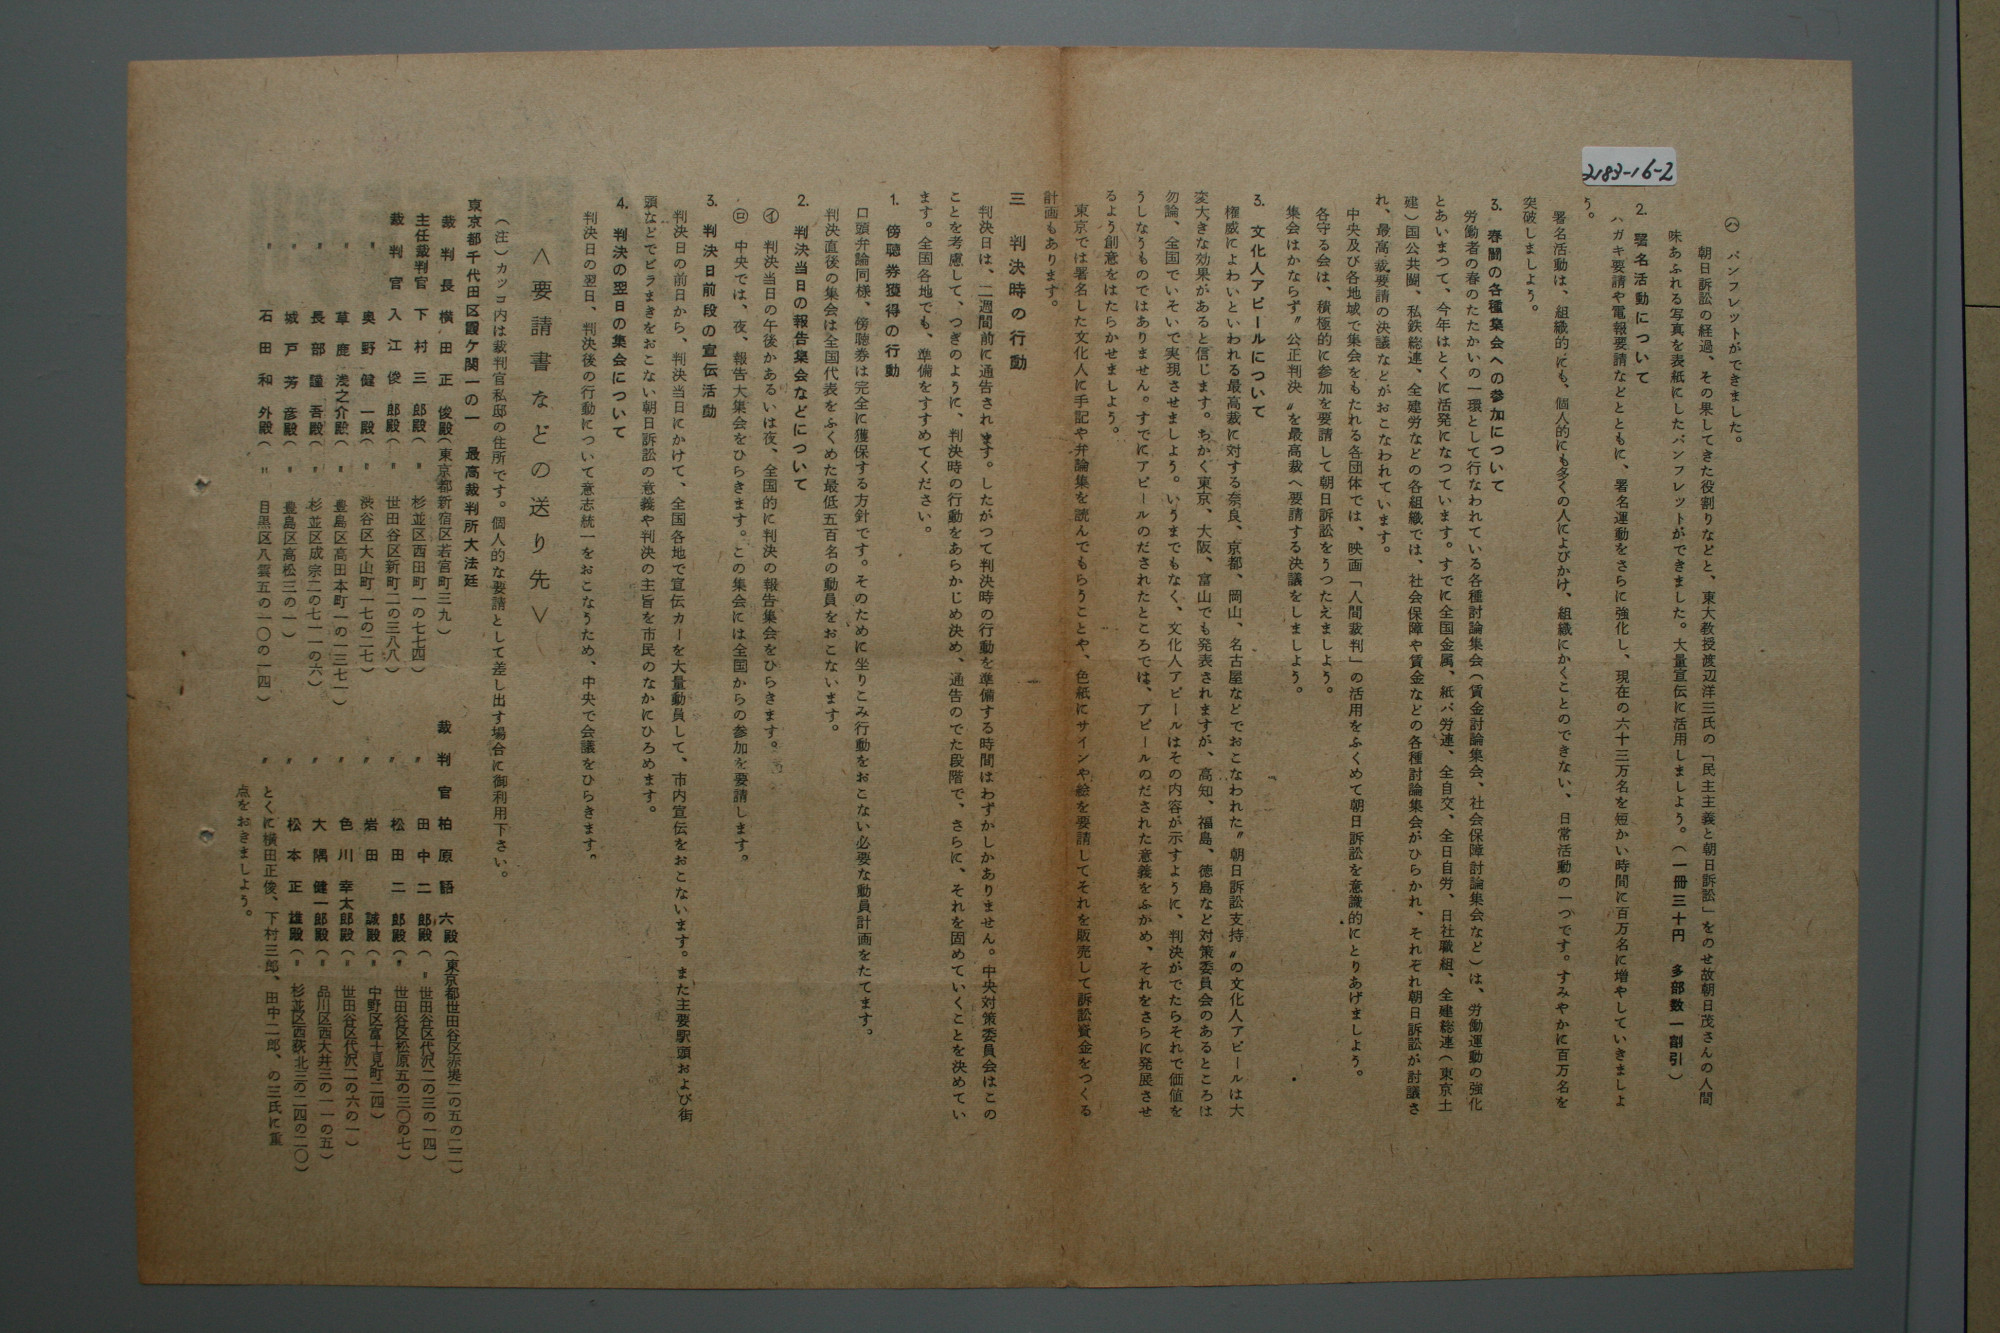 2183-16-2
㋩ パンフレットができました。
朝日訴訟の経過、その果してきた役割りなどと、東大教授渡辺洋三氏の「民主主義と朝日訴訟」をのせ故朝日茂さんの人間
味あふれる写真を表紙にしたパンフレットができました。大量宣伝に活用しましよう。（一冊三十円 多部数一割引）
2. 署名活動について
ハガキ要請や電報要請などとともに、署名運動をさらに強化し、現在の六十三万名を短かい時間に百万名に増やしていきましよ
う。
署名活動は、組織的にも、個人的にも多くの人によびかけ、組織にかくことのできない、日常活動の一つです。すみやかに百万名を
突破しましよう。
3. 春闘の各種集会への参加について
労働者の春のたたかいの一環として行なわれている各種討論集会（賃金討論集会、社会保障討論集会など）は、労働運動の強化
とあいまつて、今年はとくに活発になつています。すでに全国金属、紙パ労連、全自交、全日自労、日社職組、全建総連（東京土
建）国公共闘、私鉄総連、全建労などの各組織では、社会保障や賃金などの各種討論集会がひらかれ、それぞれ朝日訴訟が討議さ
れ、最高裁要請の決議などがおこなわれています。
中央及び各地域で集会をもたれる各団体では、映画「人間裁判」の活用をふくめて朝日訴訟を意識的にとりあげましよう。
各守る会は、積極的に参加を要請して朝日訴訟をうつたえましよう。
集会はかならず〃公正判決〃を最高裁へ要請する決議をしましよう。
3. 文化人アピールについて
権威によわいといわれる最高裁に対する奈良、京都、岡山、名古屋などでおこなわれた〃朝日訴訟支持〃の文化人アピールは大
変大きな効果があると信じます。ちかく東京、大阪、富山でも発表されますが、高知、福島、徳島など対策委員会のあるところは
勿論、全国でいそいで実現させましよう。いうまでもなく、文化人アピールはその内容が示すように、判決がでたらそれで価値を
うしなうものではありません。すでにアピールのだされたところでは、アピールのだされた意義をふかめ、それをさらに発展させ
るよう創意をはたらかせましよう。
東京では署名した文化人に手記や弁論集を読んでもらうことや、色紙にサインや絵を要請してそれを販売して訴訟資金をつくる
計画もあります。
三 判決時の行動
判決日は、二週間前に通告されます。したがつて判決時の行動を準備する時間はわずかしかありません。中央対策委員会はこの
ことを考慮して、つぎのように、判決時の行動をあらかじめ決め、通告のでた段階で、さらに、それを固めていくことを決めてい
ます。全国各地でも、準備をすすめてください。
1. 傍聴券獲得の行動
口頭弁論同様、傍聴券は完全に獲保する方針です。そのために坐りこみ行動をおこない必要な動員計画をたてます。
判決直後の集会は全国代表をふくめた最低五百名の動員をおこないます。
2. 判決当日の報告集会などについて
㋑ 判決当日の午後かあるいは夜、全国的に判決の報告集会をひらきます。
㋺ 中央では、夜、報告大集会をひらきます。この集会には全国からの参加を要請します。
3. 判決日前段の宣伝活動
判決日の前日から、判決当日にかけて、全国各地で宣伝カーを大量動員して、市内宣伝をおこないます。また主要駅頭および街
頭などでビラまきをおこない朝日訴訟の意義や判決の主旨を市民のなかにひろめます。
4. 判決の翌日の集会について
判決日の翌日、判決後の行動について意志統一をおこなうため、中央で会議をひらきます。
＜要請書などの送り先＞
（注）カッコ内は裁判官私邸の住所です。個人的な要請として差し出す場合に御利用下さい。
東京都千代田区霞ケ関一の一 最高裁判所大法廷
裁判長 横田正俊殿（東京都新宿区若宮町三九）
主任裁判官 下村三郎殿（〃 杉並区西田町一の七七四）
裁判官 入江俊郎殿（〃 世田谷区新町二の三八八）
〃 奥野健一殿（〃 渋谷区大山町一七の二七）
〃 草鹿浅之介殿（〃 豊島区高田本町一の一三七一）
〃 長部謹吾殿（〃 杉並区成宗二の七一一の六）
〃 城戸芳彦殿（〃 豊島区高松三の一）
〃 石田和外殿（〃 目黒区八雲五の一〇の一四）
裁判官 柏原語六殿（東京都世田谷区赤堤二の五の二二）
〃 田中二郎殿（〃 世田谷区代沢二の三の一四）
〃 松田二郎殿（〃 世田谷区松原五の三〇の七）
〃 岩田誠殿（〃 中野区富士見町二四）
〃 色川幸太郎殿（〃 世田谷区代沢二の六の一）
〃 大隅健一郎殿（〃 品川区西大井三の一一の五）
〃 松本正雄殿（〃 杉並区西荻北三の二四の二〇）
とくに横田正俊、下村三郎、田中二郎、の三氏に重
点をおきましよう。